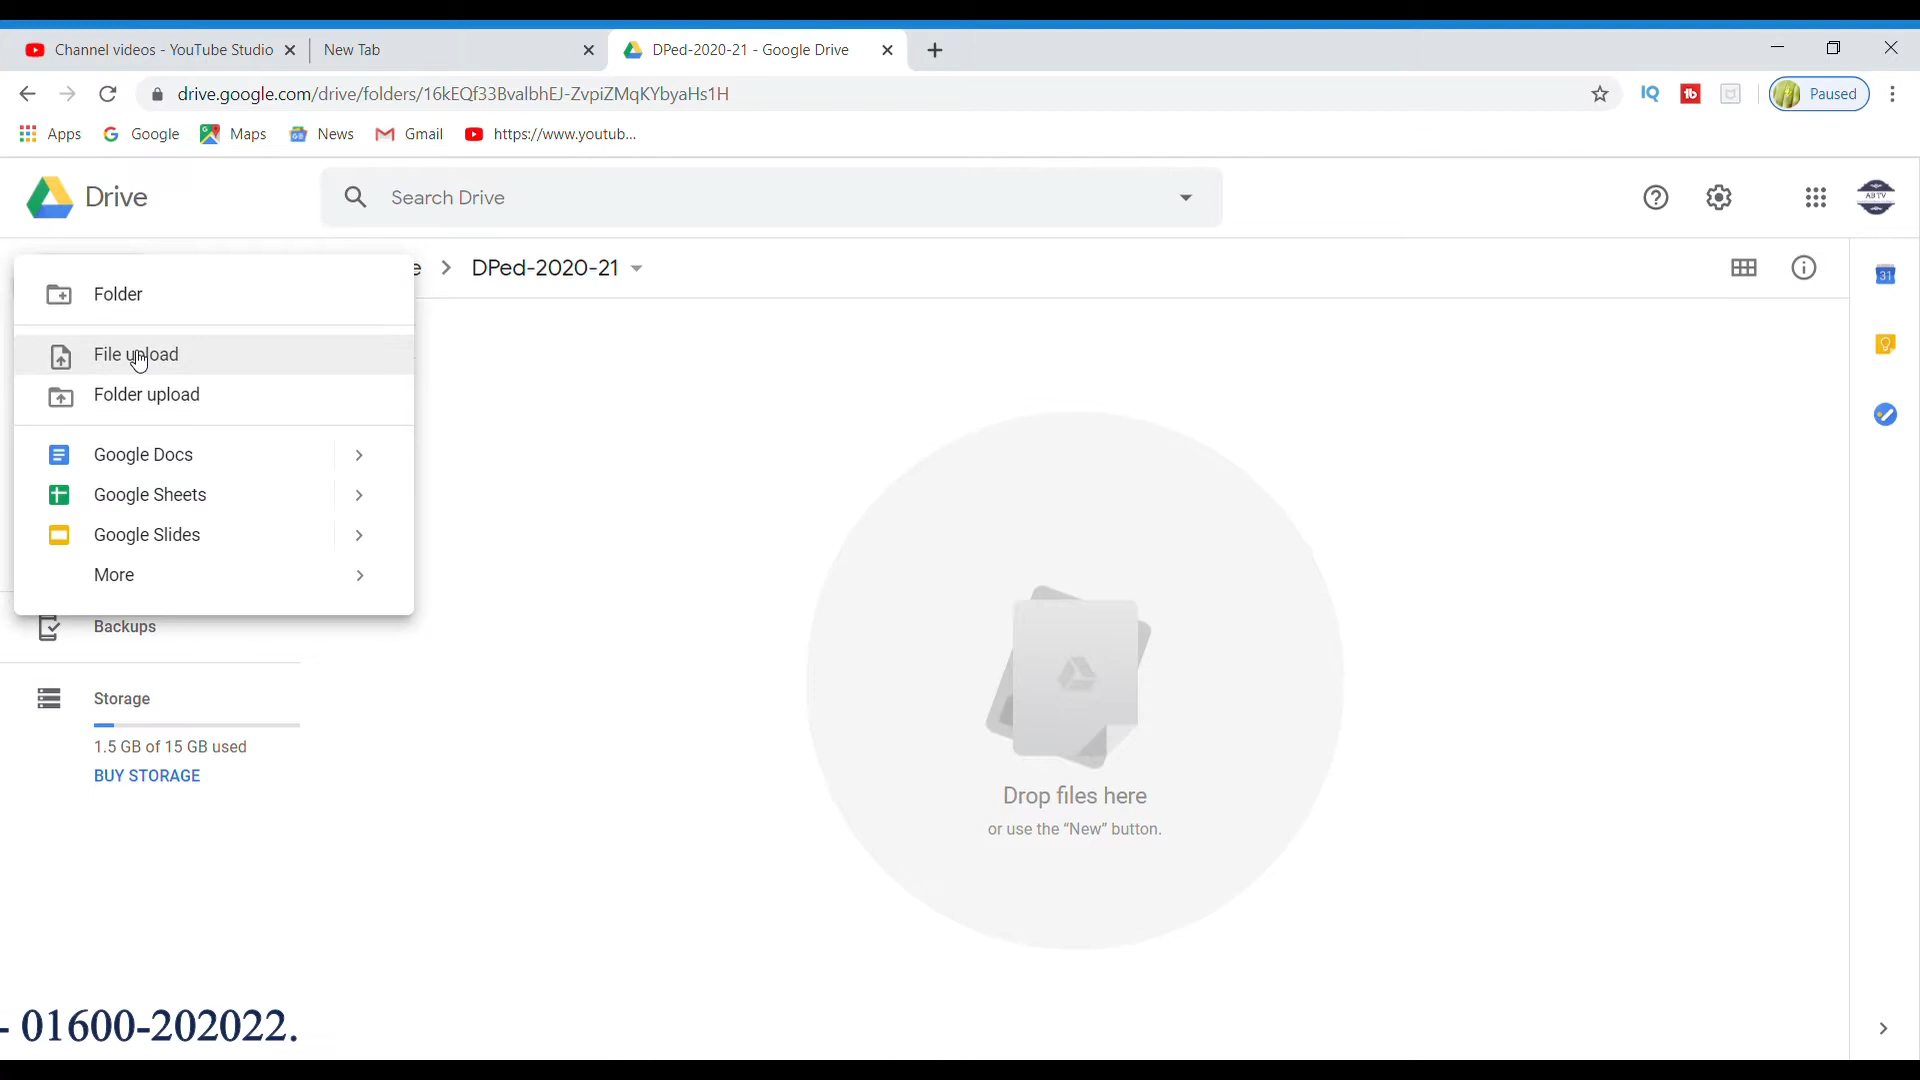 Channel videos - YouTube Studio
New Tab
DPed-2020-21 - Google Drive
drive.google.com/drive/folders/16kEQf33BvalbhEJ-ZvpiZMqKYbyaHs1H
Paused
Apps
Google
Maps
News
Gmail
https://www.youtub...
Drive
Search Drive
ABTV
e > DPed-2020-21
31
Folder
File upload
Folder upload
Google Docs
Google Sheets
Google Slides
More
Backups
Storage
1.5 GB of 15 GB used
BUY STORAGE
Drop files here
or use the “New” button.
- 01600-202022.